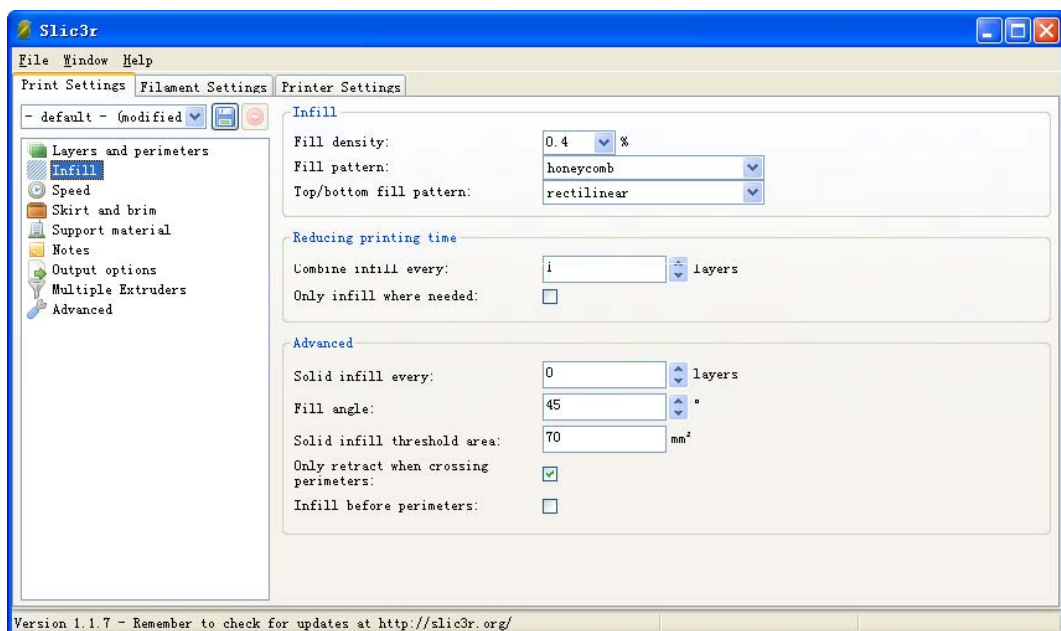 Slic3r
File Window Help
Print Settings Filament Settings Printer Settings
- default - (modified
Layers and perimeters
Infill
Speed
Skirt and brim
Support material
Notes
Output options
Multiple Extruders
Advanced
Infill
Fill density: 0.4 %
Fill pattern: honeycomb
Top/bottom fill pattern: rectilinear
Reducing printing time
Combine infill every: 1 layers
Only infill where needed:
Advanced
Solid infill every: 0 layers
Fill angle: 45 °
Solid infill threshold area: 70 mm²
Only retract when crossing
perimeters:
Infill before perimeters:
Version 1.1.7 - Remember to check for updates at http://slic3r.org/